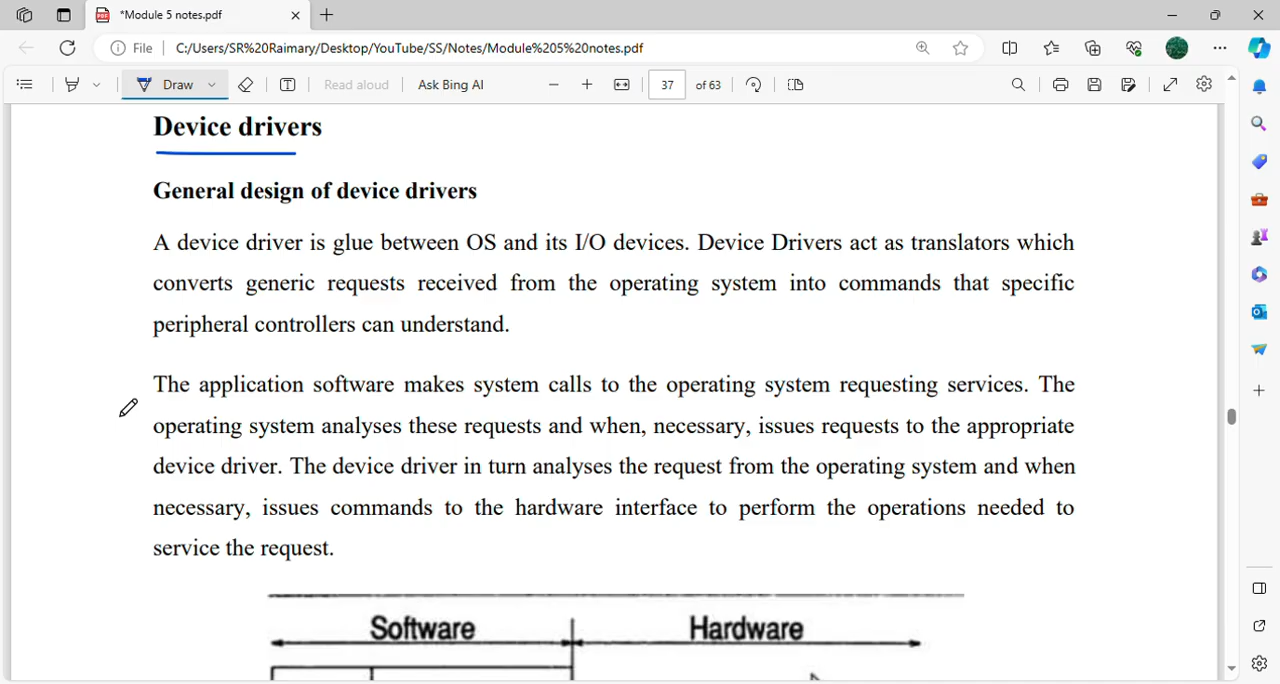 *Module 5 notes.pdf
File C:/Users/SR%20Raimary/Desktop/YouTube/SS/Notes/Module%205%20notes.pdf
Draw Read aloud Ask Bing AI 37 of 63
Device drivers
General design of device drivers
A device driver is glue between OS and its I/O devices. Device Drivers act as translators which
converts generic requests received from the operating system into commands that specific
peripheral controllers can understand.
The application software makes system calls to the operating system requesting services. The
operating system analyses these requests and when, necessary, issues requests to the appropriate
device driver. The device driver in turn analyses the request from the operating system and when
necessary, issues commands to the hardware interface to perform the operations needed to
service the request.
Software Hardware